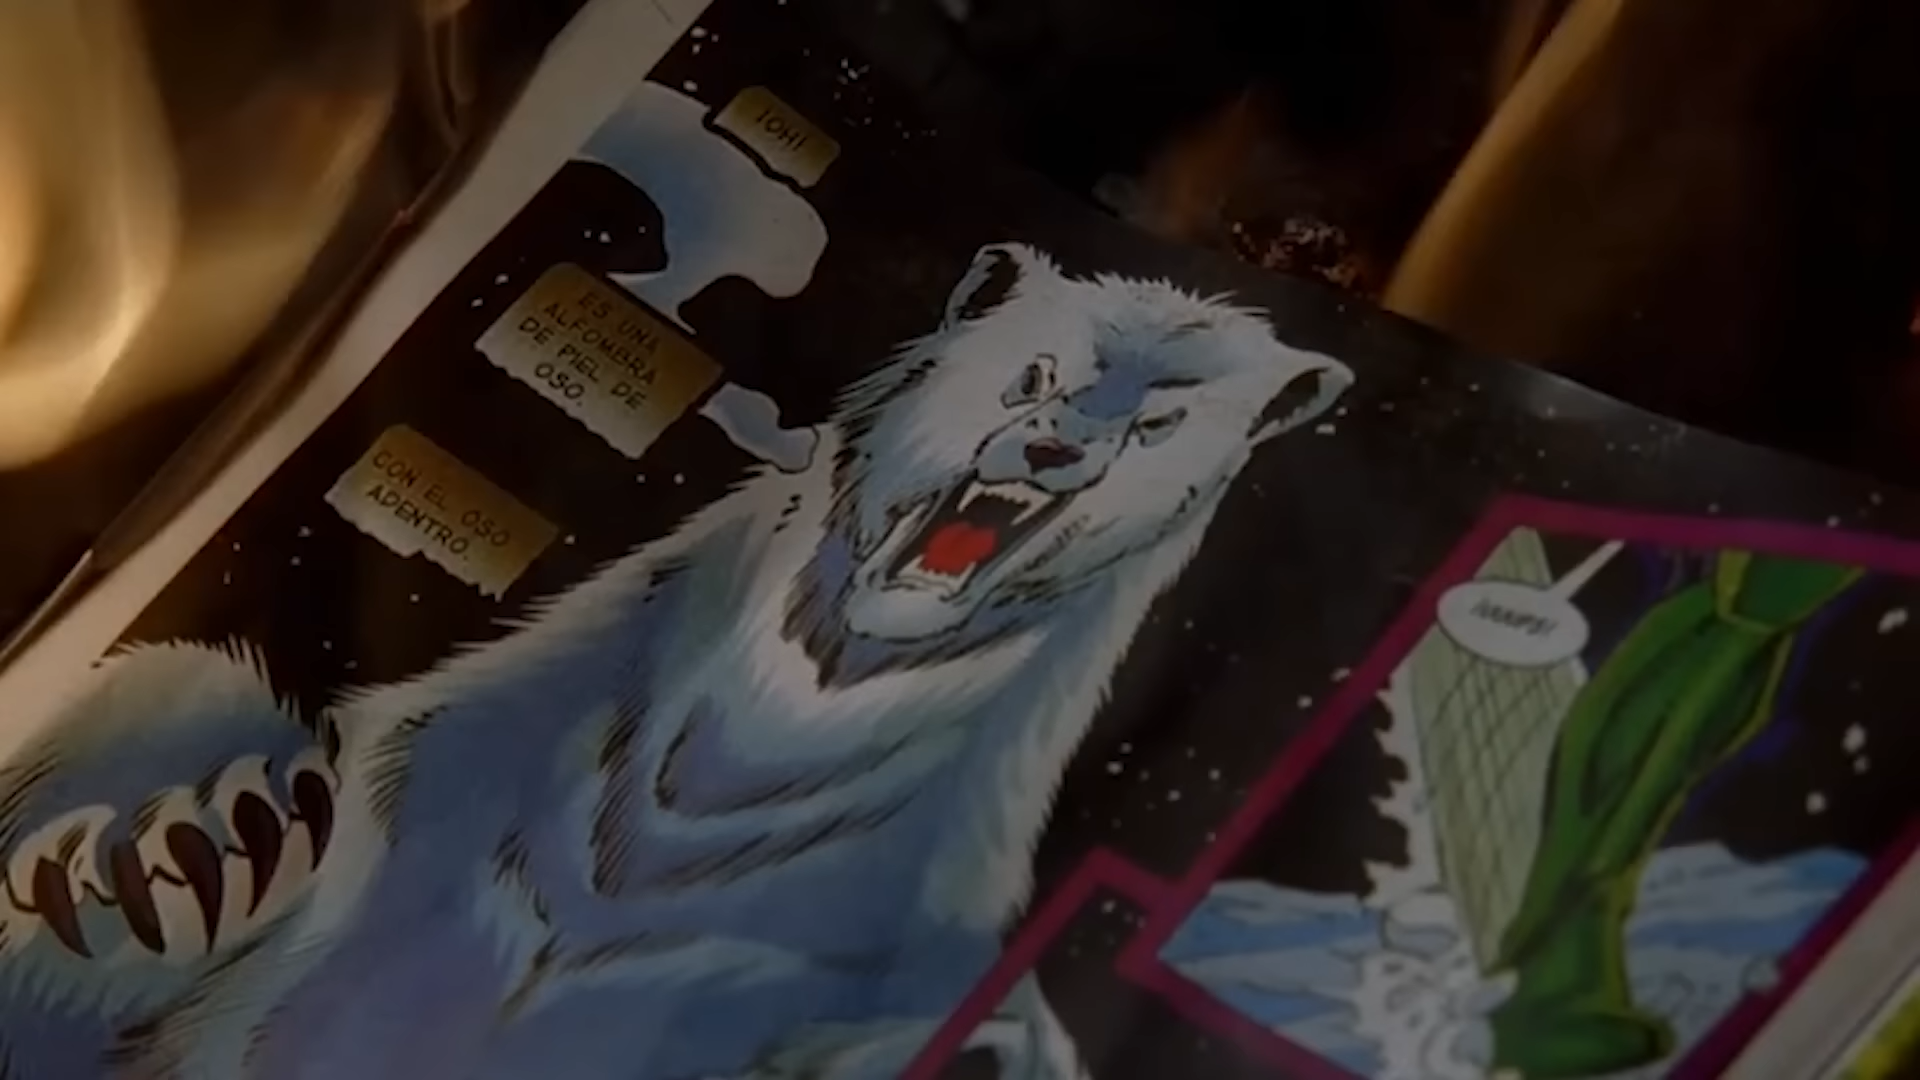 ¡OH!
ES UNA
ALFOMBRA
DE PIEL DE
OSO.
CON EL OSO
ADENTRO.